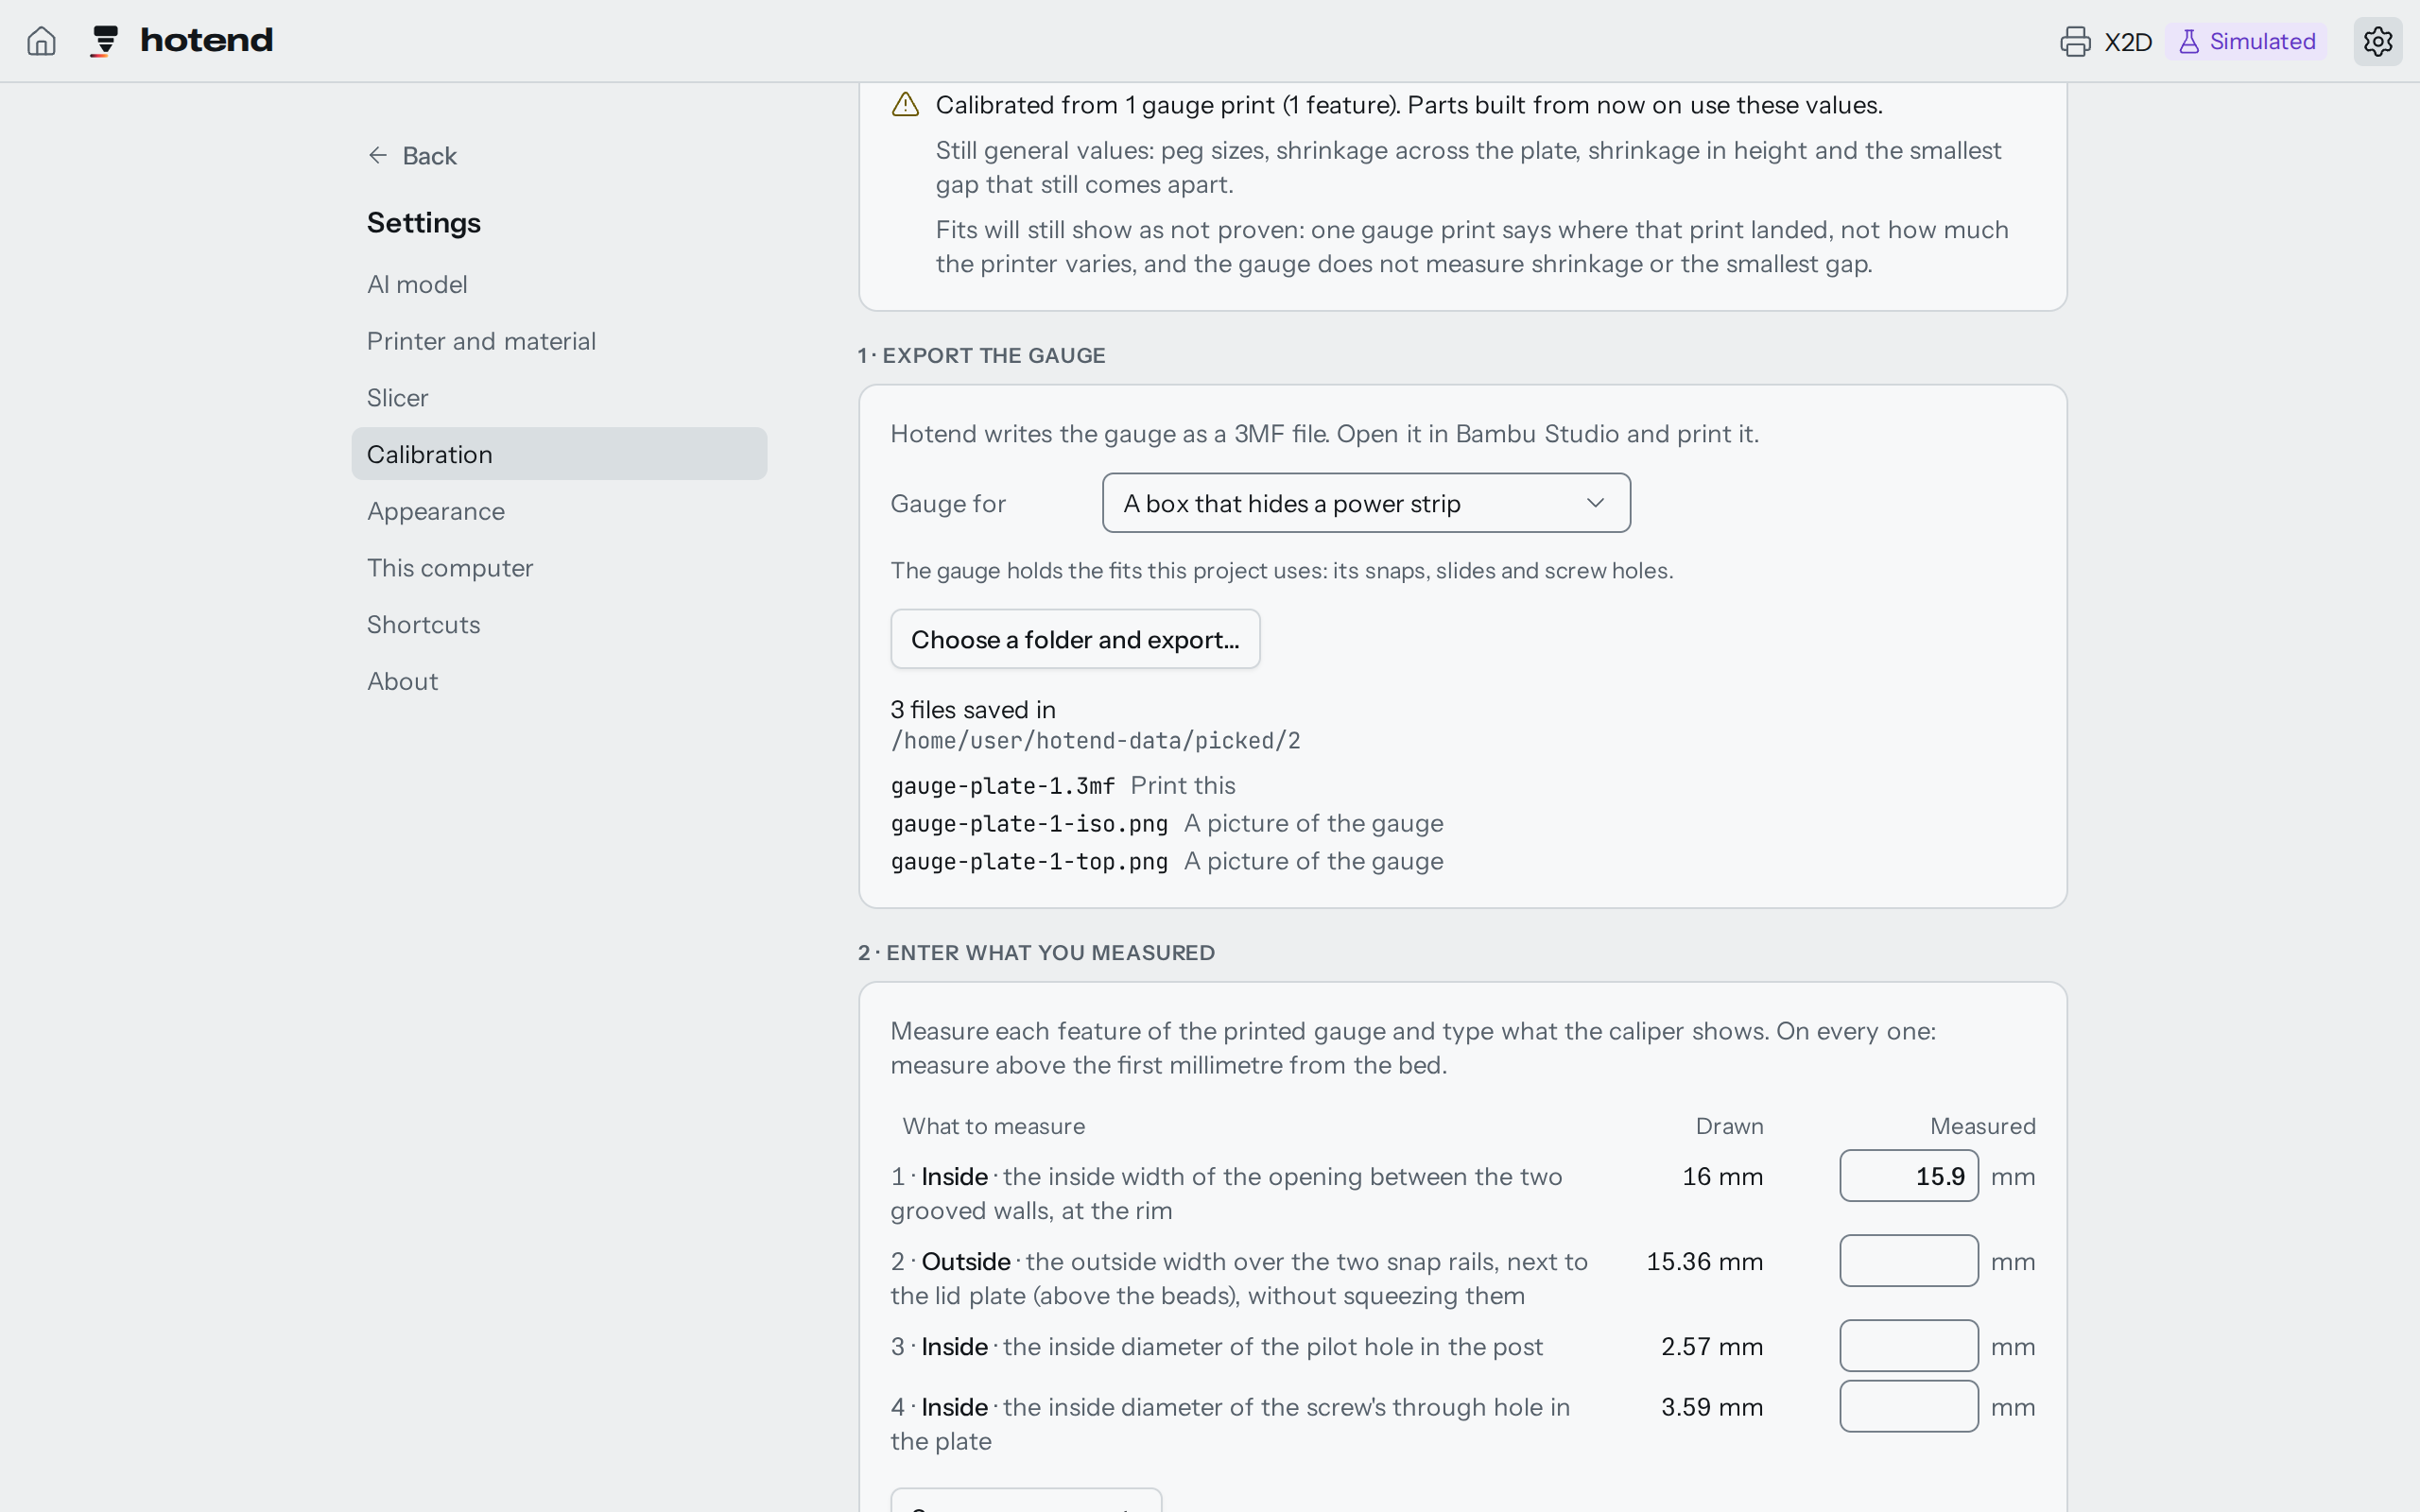 hotend
X2D
Simulated
Back
Settings
AI model
Printer and material
Slicer
Calibration
Appearance
This computer
Shortcuts
About
Calibrated from 1 gauge print (1 feature). Parts built from now on use these values.
Still general values: peg sizes, shrinkage across the plate, shrinkage in height and the smallest
gap that still comes apart.
Fits will still show as not proven: one gauge print says where that print landed, not how much
the printer varies, and the gauge does not measure shrinkage or the smallest gap.
1 · EXPORT THE GAUGE
Hotend writes the gauge as a 3MF file. Open it in Bambu Studio and print it.
Gauge for
A box that hides a power strip
The gauge holds the fits this project uses: its snaps, slides and screw holes.
Choose a folder and export...
3 files saved in
/home/user/hotend-data/picked/2
gauge-plate-1.3mf Print this
gauge-plate-1-iso.png A picture of the gauge
gauge-plate-1-top.png A picture of the gauge
2 · ENTER WHAT YOU MEASURED
Measure each feature of the printed gauge and type what the caliper shows. On every one:
measure above the first millimetre from the bed.
What to measure Drawn Measured
1 · Inside · the inside width of the opening between the two 16 mm 15.9 mm
grooved walls, at the rim
2 · Outside · the outside width over the two snap rails, next to 15.36 mm mm
the lid plate (above the beads), without squeezing them
3 · Inside · the inside diameter of the pilot hole in the post 2.57 mm mm
4 · Inside · the inside diameter of the screw's through hole in 3.59 mm mm
the plate